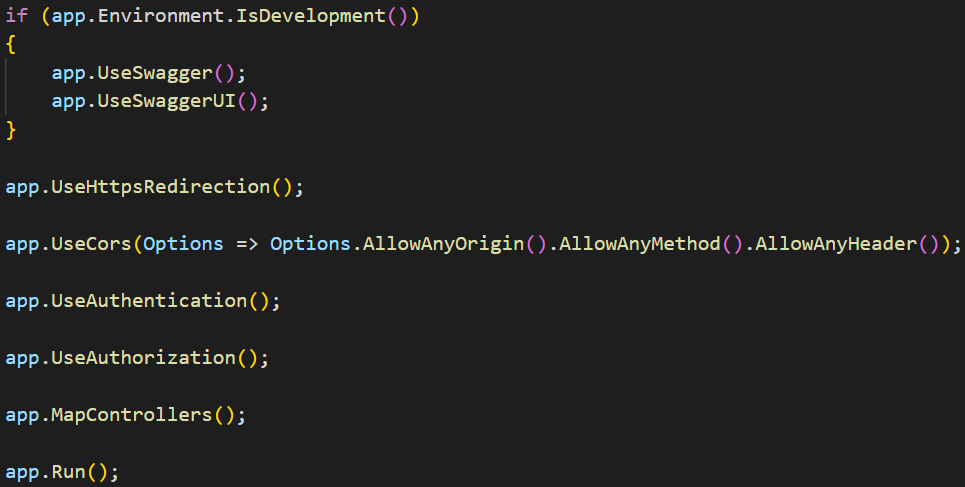 if (app.Environment.IsDevelopment())
{
    app.UseSwagger();
    app.UseSwaggerUI();
}
app.UseHttpsRedirection();
app.UseCors(Options => Options.AllowAnyOrigin().AllowAnyMethod().AllowAnyHeader());
app.UseAuthentication();
app.UseAuthorization();
app.MapControllers();
app.Run();